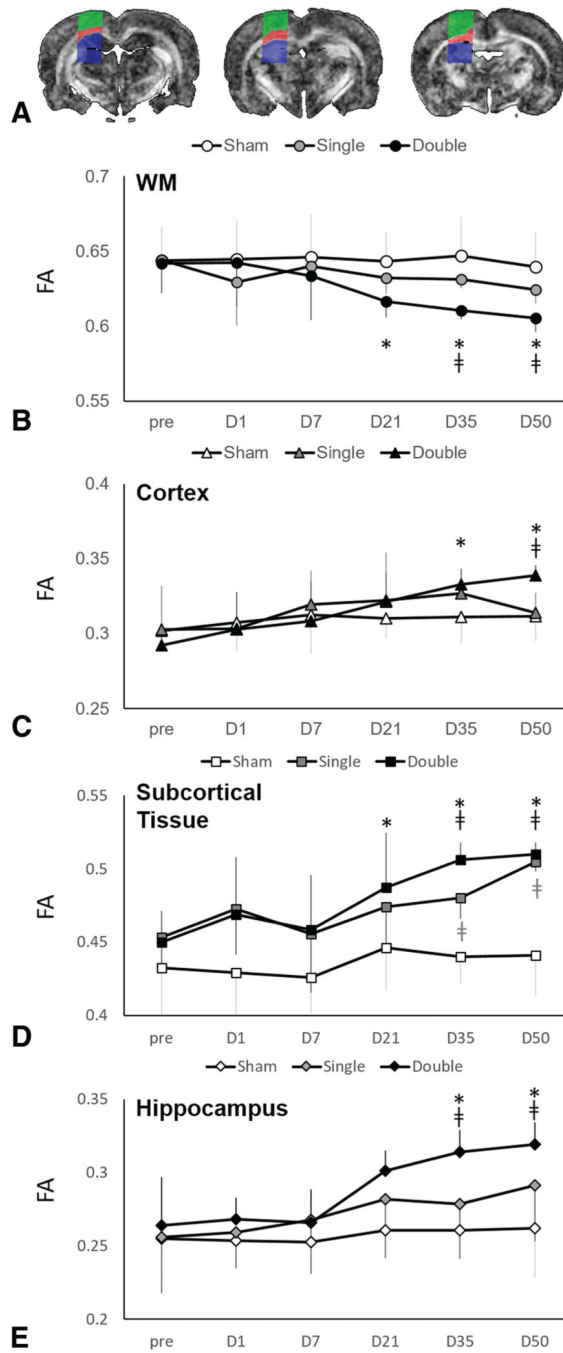 A
Sham Single Double
WM
0.7
0.65
0.6
0.55
FA
* * *
ǂ ǂ
pre D1 D7 D21 D35 D50
B
Sham Single Double
Cortex
0.4
0.35
0.3
0.25
FA
* *
ǂ
pre D1 D7 D21 D35 D50
C
Sham Single Double
Subcortical
Tissue
0.55
0.5
0.45
0.4
FA
* * *
ǂ ǂ
ǂ ǂ
pre D1 D7 D21 D35 D50
D
Sham Single Double
Hippocampus
0.35
0.3
0.25
0.2
FA
* *
ǂ ǂ
pre D1 D7 D21 D35 D50
E